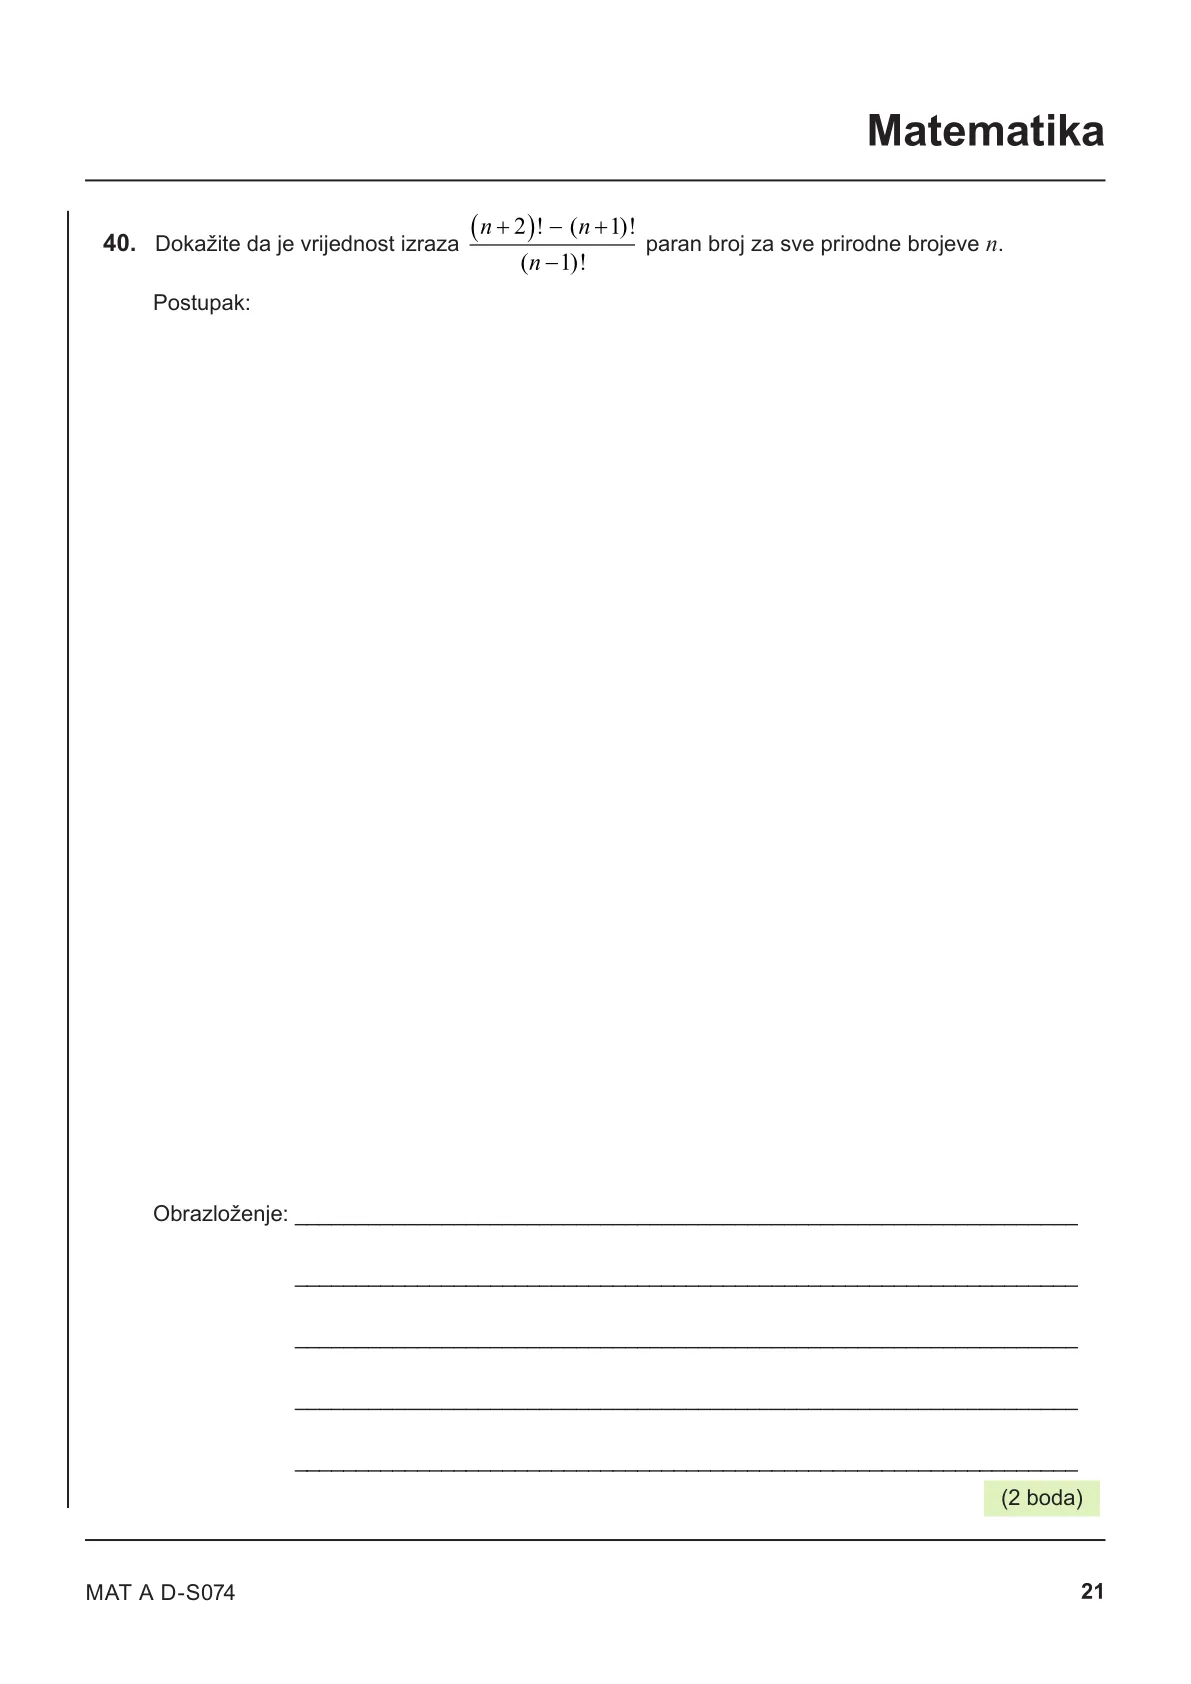 Matematika
40. Dokažite da je vrijednost izraza \frac{(n+2)! − (n+1)!}{(n−1)!} paran broj za sve prirodne brojeve n.
Postupak:
Obrazloženje:
(2 boda)
MAT A D-S074
21